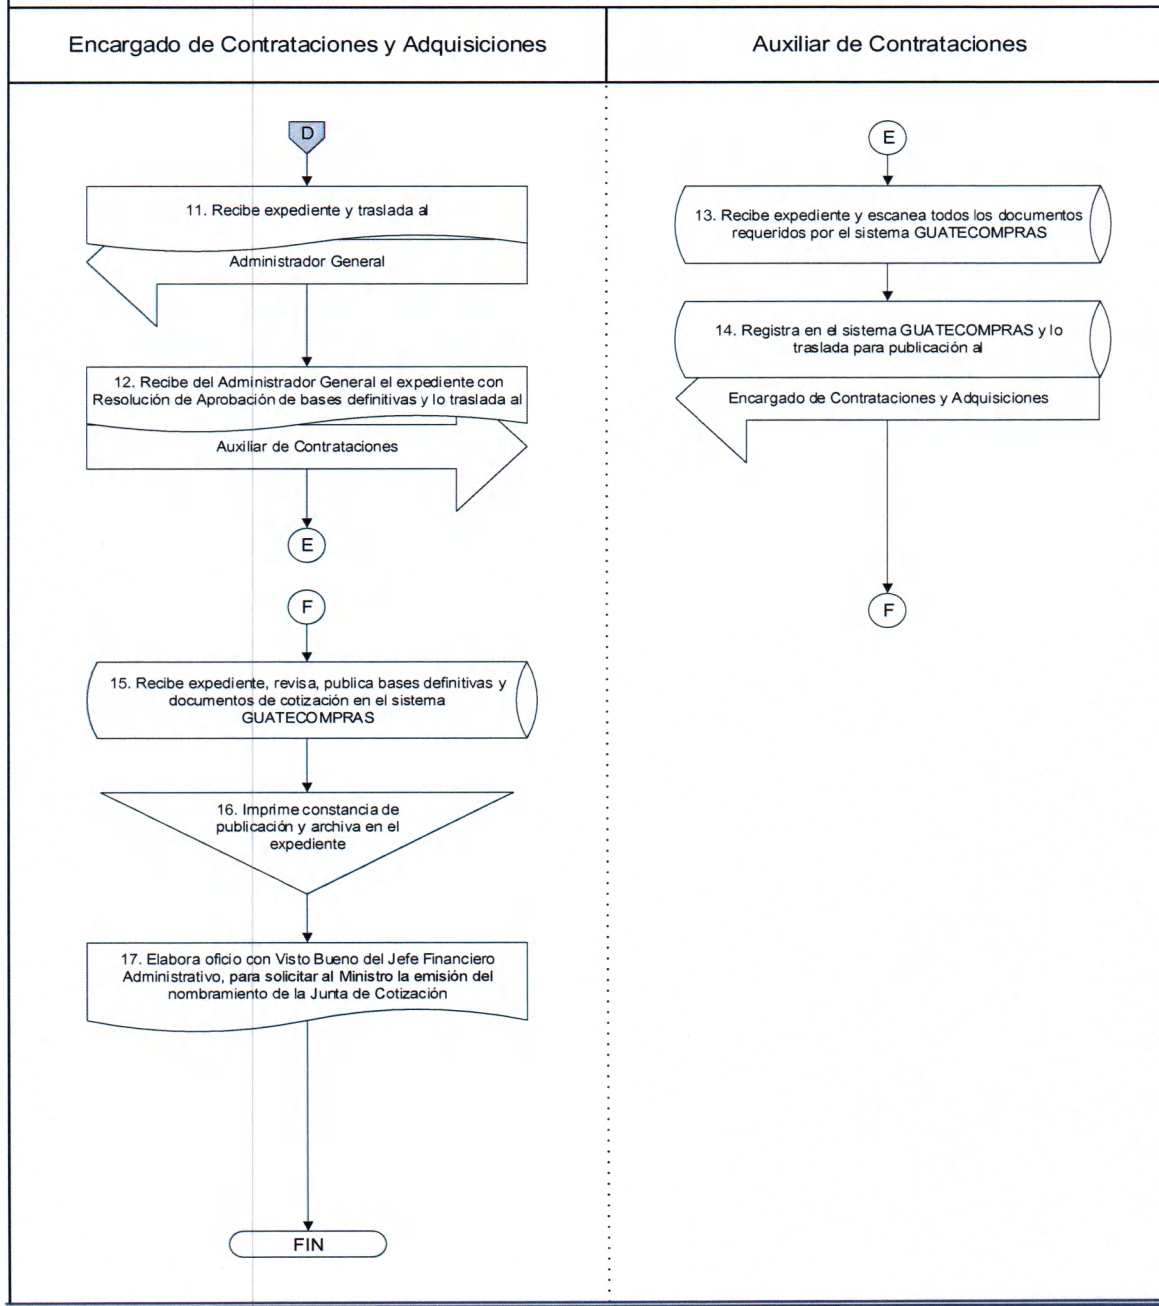 Encargado de Contrataciones y Adquisiciones
Auxiliar de Contrataciones
D
11. Recibe expediente y traslada al
Administrador General
12. Recibe del Administrador General el expediente con
Resolución de Aprobación de bases definitivas y lo traslada al
Auxiliar de Contrataciones
E
F
15. Recibe expediente, revisa, publica bases definitivas y
documentos de cotización en el sistema
GUATECOMPRAS
16. Imprime constancia de
publicación y archiva en el
expediente
17. Elabora oficio con Visto Bueno del Jefe Financiero
Administrativo, para solicitar al Ministro la emisión del
nombramiento de la Junta de Cotización
FIN
E
13. Recibe expediente y escanea todos los documentos
requeridos por el sistema GUATECOMPRAS
14. Registra en el sistema GUATECOMPRAS y lo
traslada para publicación al
Encargado de Contrataciones y Adquisiciones
F